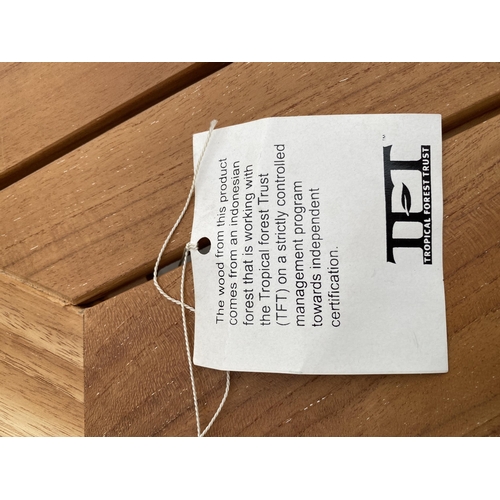 The wood from this product
comes from an indonesian
forest that is working with
the Tropical forest Trust
(TFT) on a strictly controlled
management program
towards independent
certification.
TFT™
TROPICAL FOREST TRUST